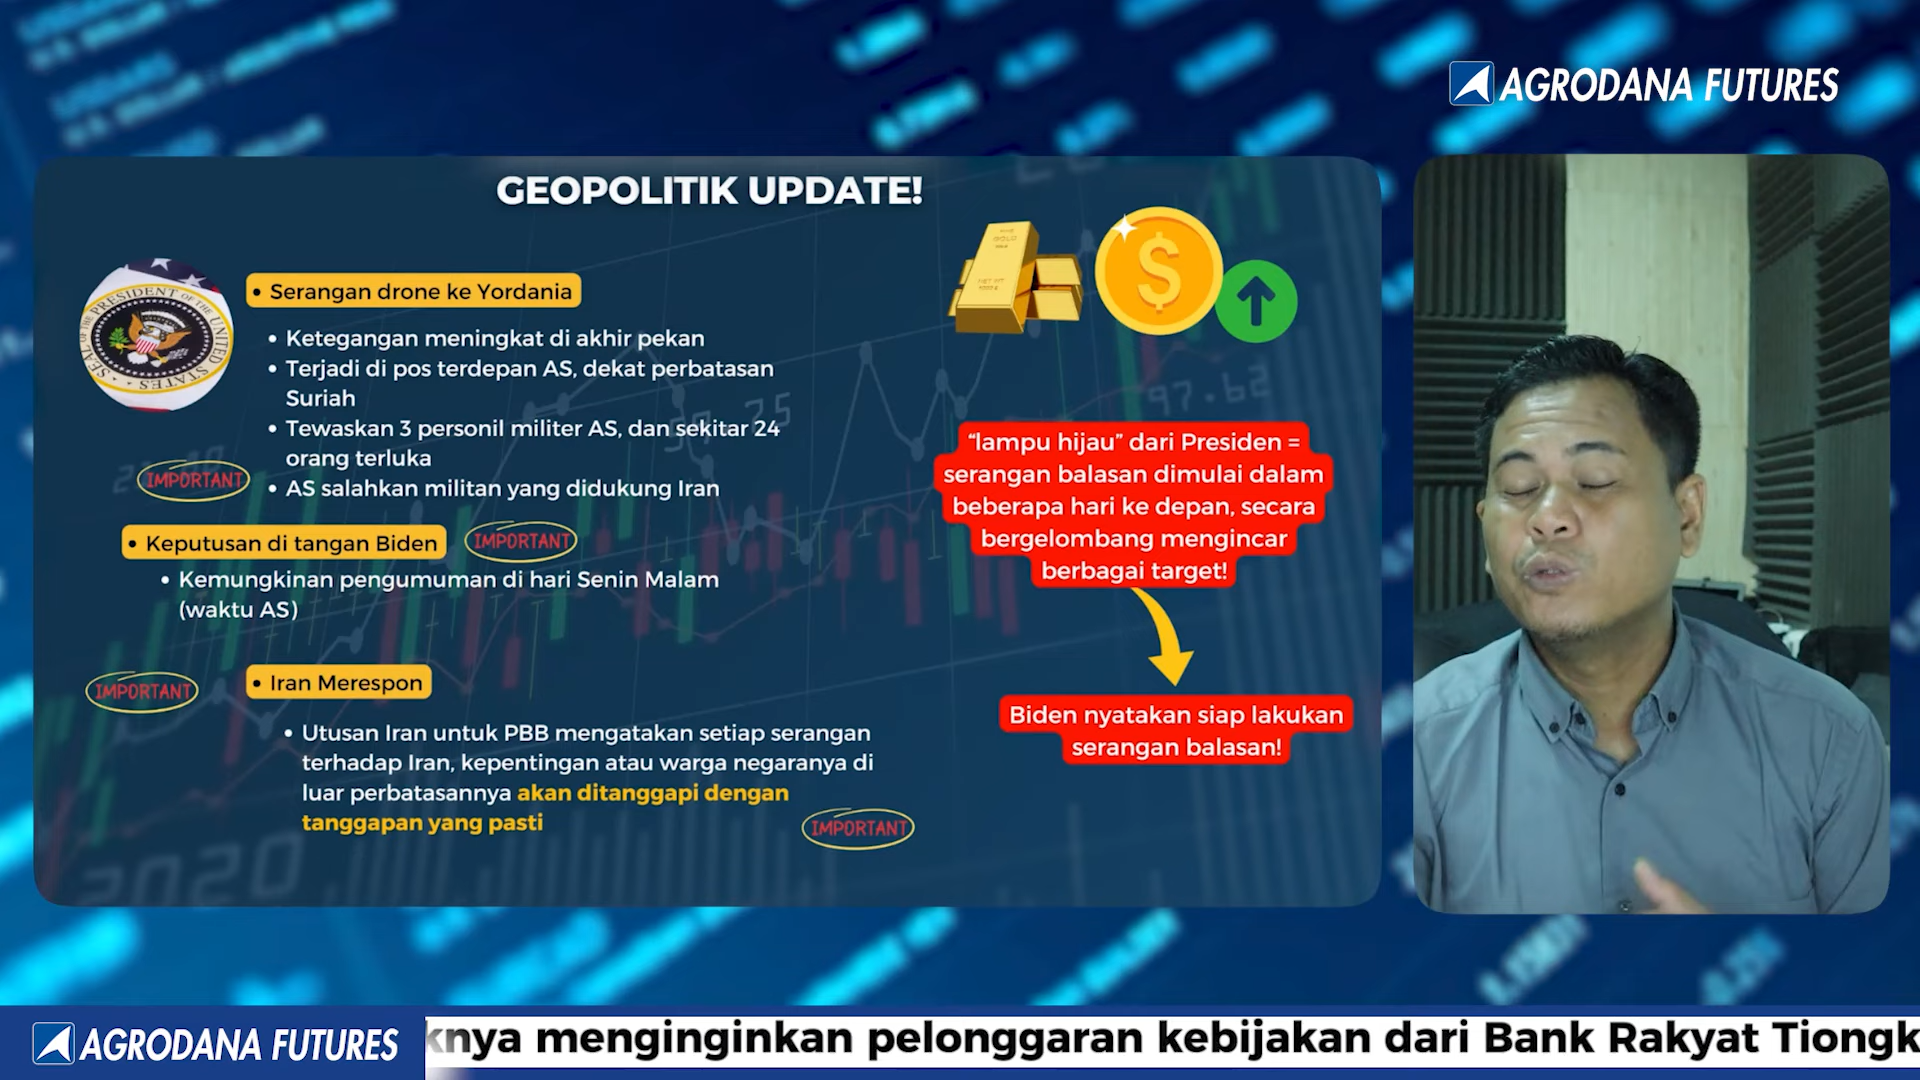 AGRODANA FUTURES
GEOPOLITIK UPDATE!
• Serangan drone ke Yordania
• Ketegangan meningkat di akhir pekan
• Terjadi di pos terdepan AS, dekat perbatasan
Suriah
• Tewaskan 3 personil militer AS, dan sekitar 24
orang terluka
IMPORTANT
• AS salahkan militan yang didukung Iran
• Keputusan di tangan Biden
IMPORTANT
• Kemungkinan pengumuman di hari Senin Malam
(waktu AS)
IMPORTANT
• Iran Merespon
• Utusan Iran untuk PBB mengatakan setiap serangan
terhadap Iran, kepentingan atau warga negaranya di
luar perbatasannya akan ditanggapi dengan
tanggapan yang pasti
IMPORTANT
$
“lampu hijau” dari Presiden =
serangan balasan dimulai dalam
beberapa hari ke depan, secara
bergelombang mengincar
berbagai target!
Biden nyatakan siap lakukan
serangan balasan!
97.62
2020
AGRODANA FUTURES
knya menginginkan pelonggaran kebijakan dari Bank Rakyat Tiongk